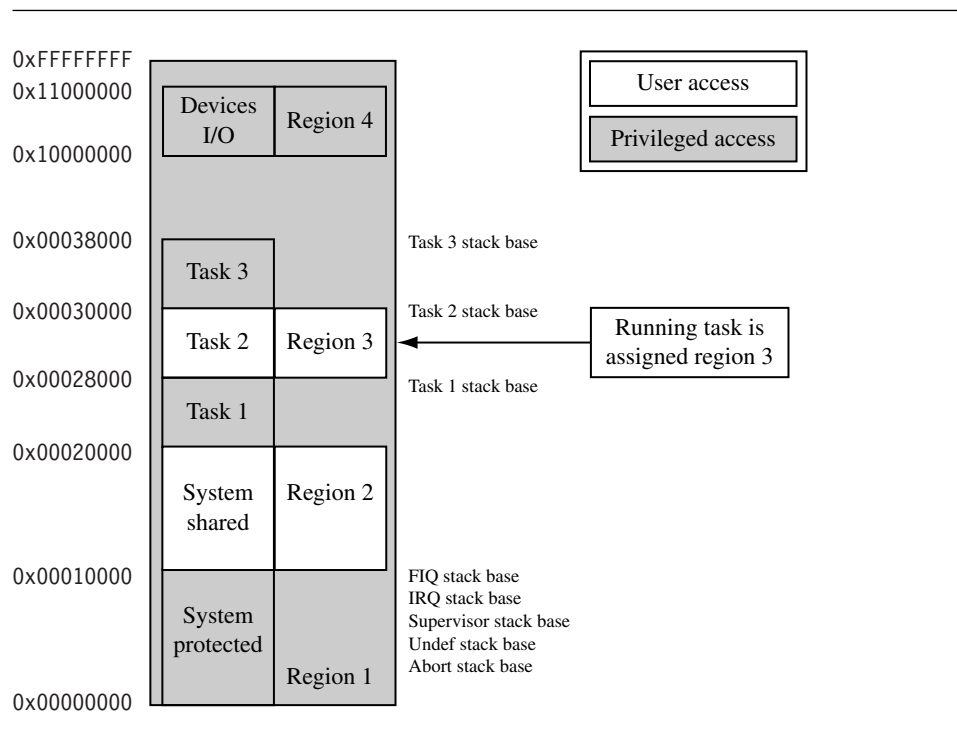 0xFFFFFFFF
0x11000000
0x10000000
0x00038000
0x00030000
0x00028000
0x00020000
0x00010000
0x00000000
Devices
I/O
Region 4
Task 3
Task 2
Region 3
Task 1
System
shared
Region 2
System
protected
Region 1
Task 3 stack base
Task 2 stack base
Task 1 stack base
FIQ stack base
IRQ stack base
Supervisor stack base
Undef stack base
Abort stack base
User access
Privileged access
Running task is
assigned region 3